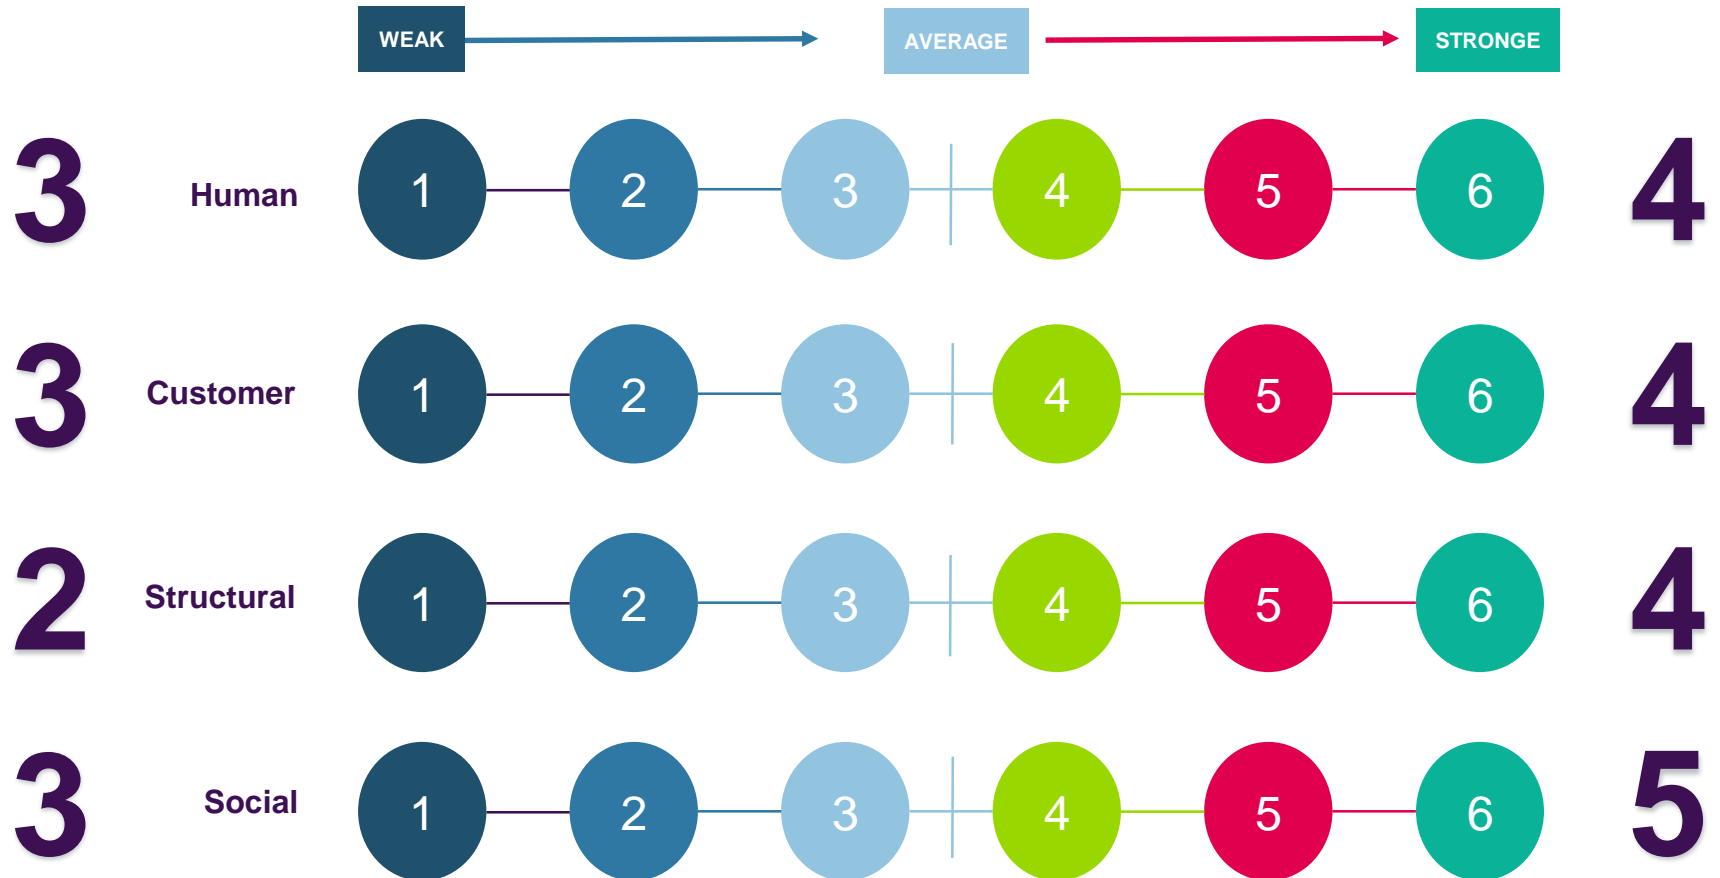 WEAK AVERAGE STRONGE
3 Human 1 2 3 4 5 6 4
3 Customer 1 2 3 4 5 6 4
2 Structural 1 2 3 4 5 6 4
3 Social 1 2 3 4 5 6 5